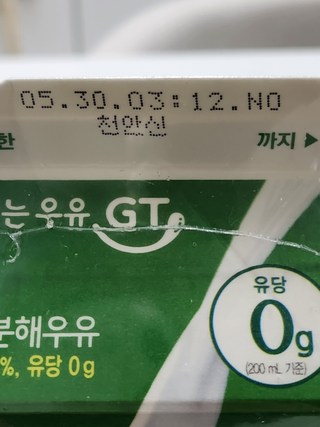 05.30.03:12.NO
천안신
한 까지 ▶
는우유.GT.
분해우유
%, 유당 0g
유당
0g
(200 mL 기준)